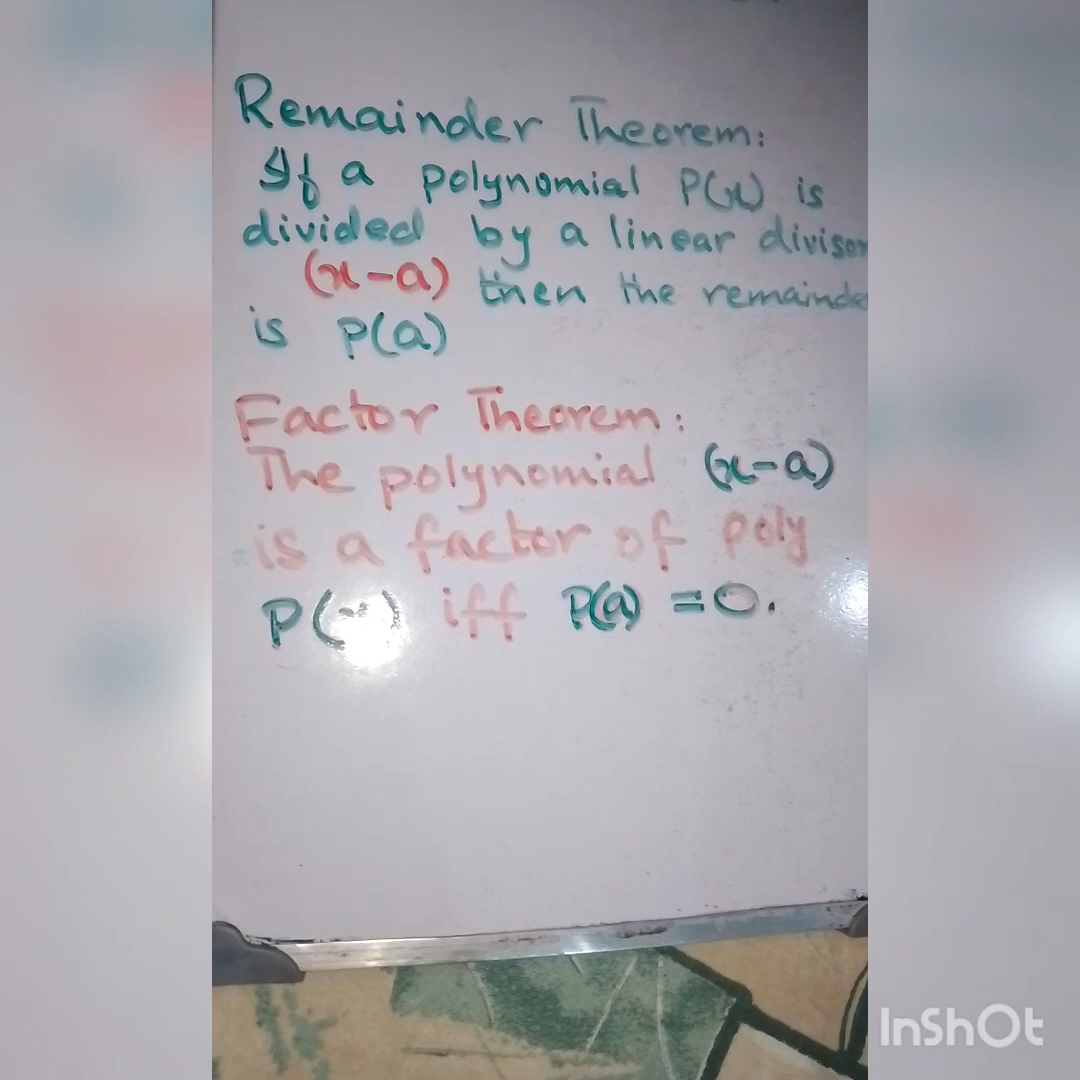 Remainder Theorem:
If a polynomial P(x) is
divided by a linear divisor
(x-a) then the remainde
is P(a)
Factor Theorem:
The polynomial (x-a)
is a factor of poly
P(x) iff P(a) =0.
InShOt